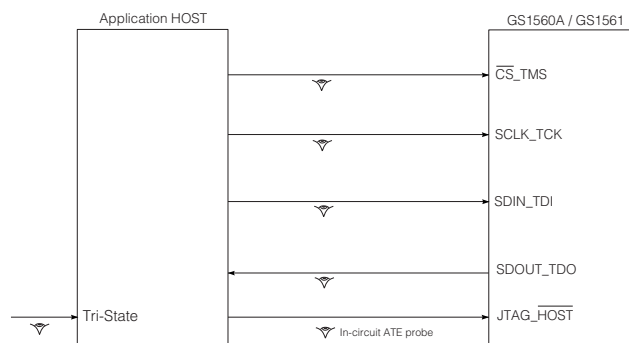 Application HOST
GS1560A / GS1561
CS_TMS
SCLK_TCK
SDIN_TDI
SDOUT_TDO
Tri-State
JTAG_HOST
In-circuit ATE probe